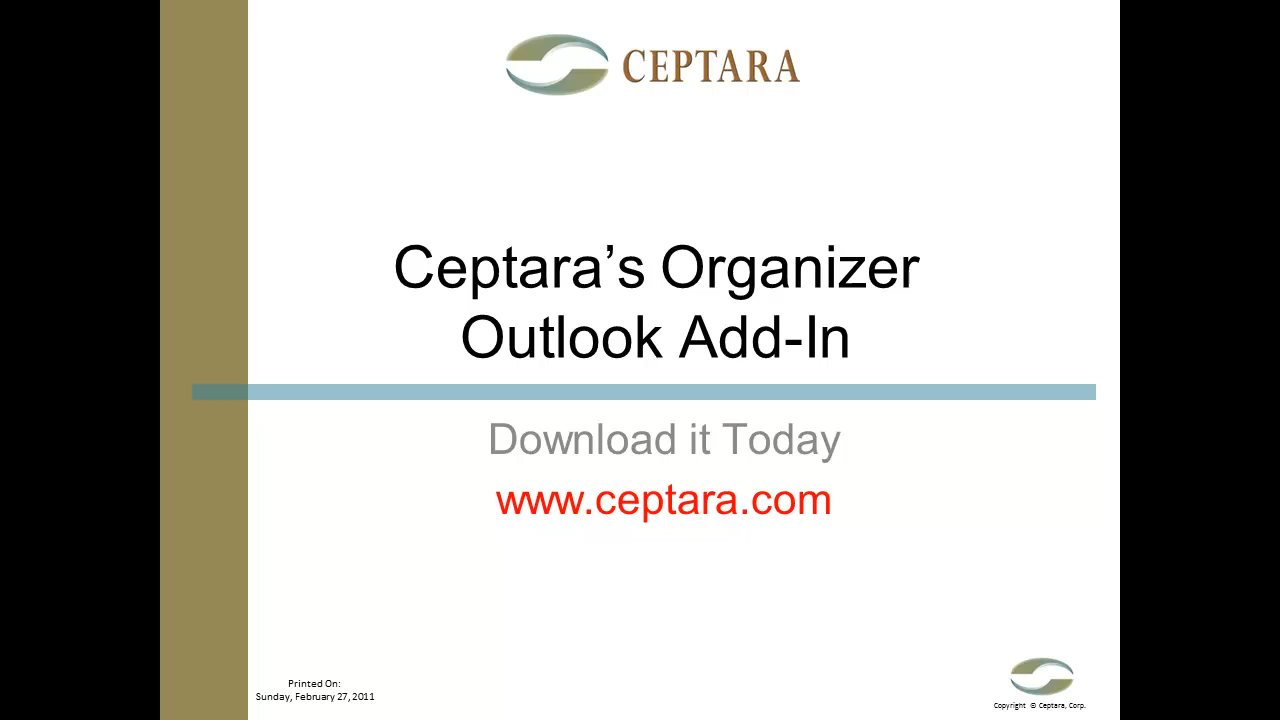 CEPTARA
Ceptara’s Organizer
Outlook Add-In
Download it Today
www.ceptara.com
Printed On:
Sunday, February 27, 2011
Copyright © Ceptara, Corp.